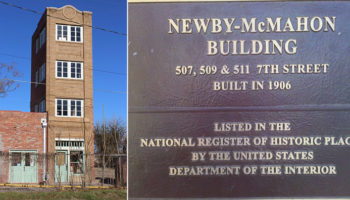 NEWBY-MCMAHON
BUILDING
507, 509 & 511 7TH STREET
BUILT IN 1906
LISTED IN THE
NATIONAL REGISTER OF HISTORIC PLAC
BY THE UNITED STATES
DEPARTMENT OF THE INTERIOR